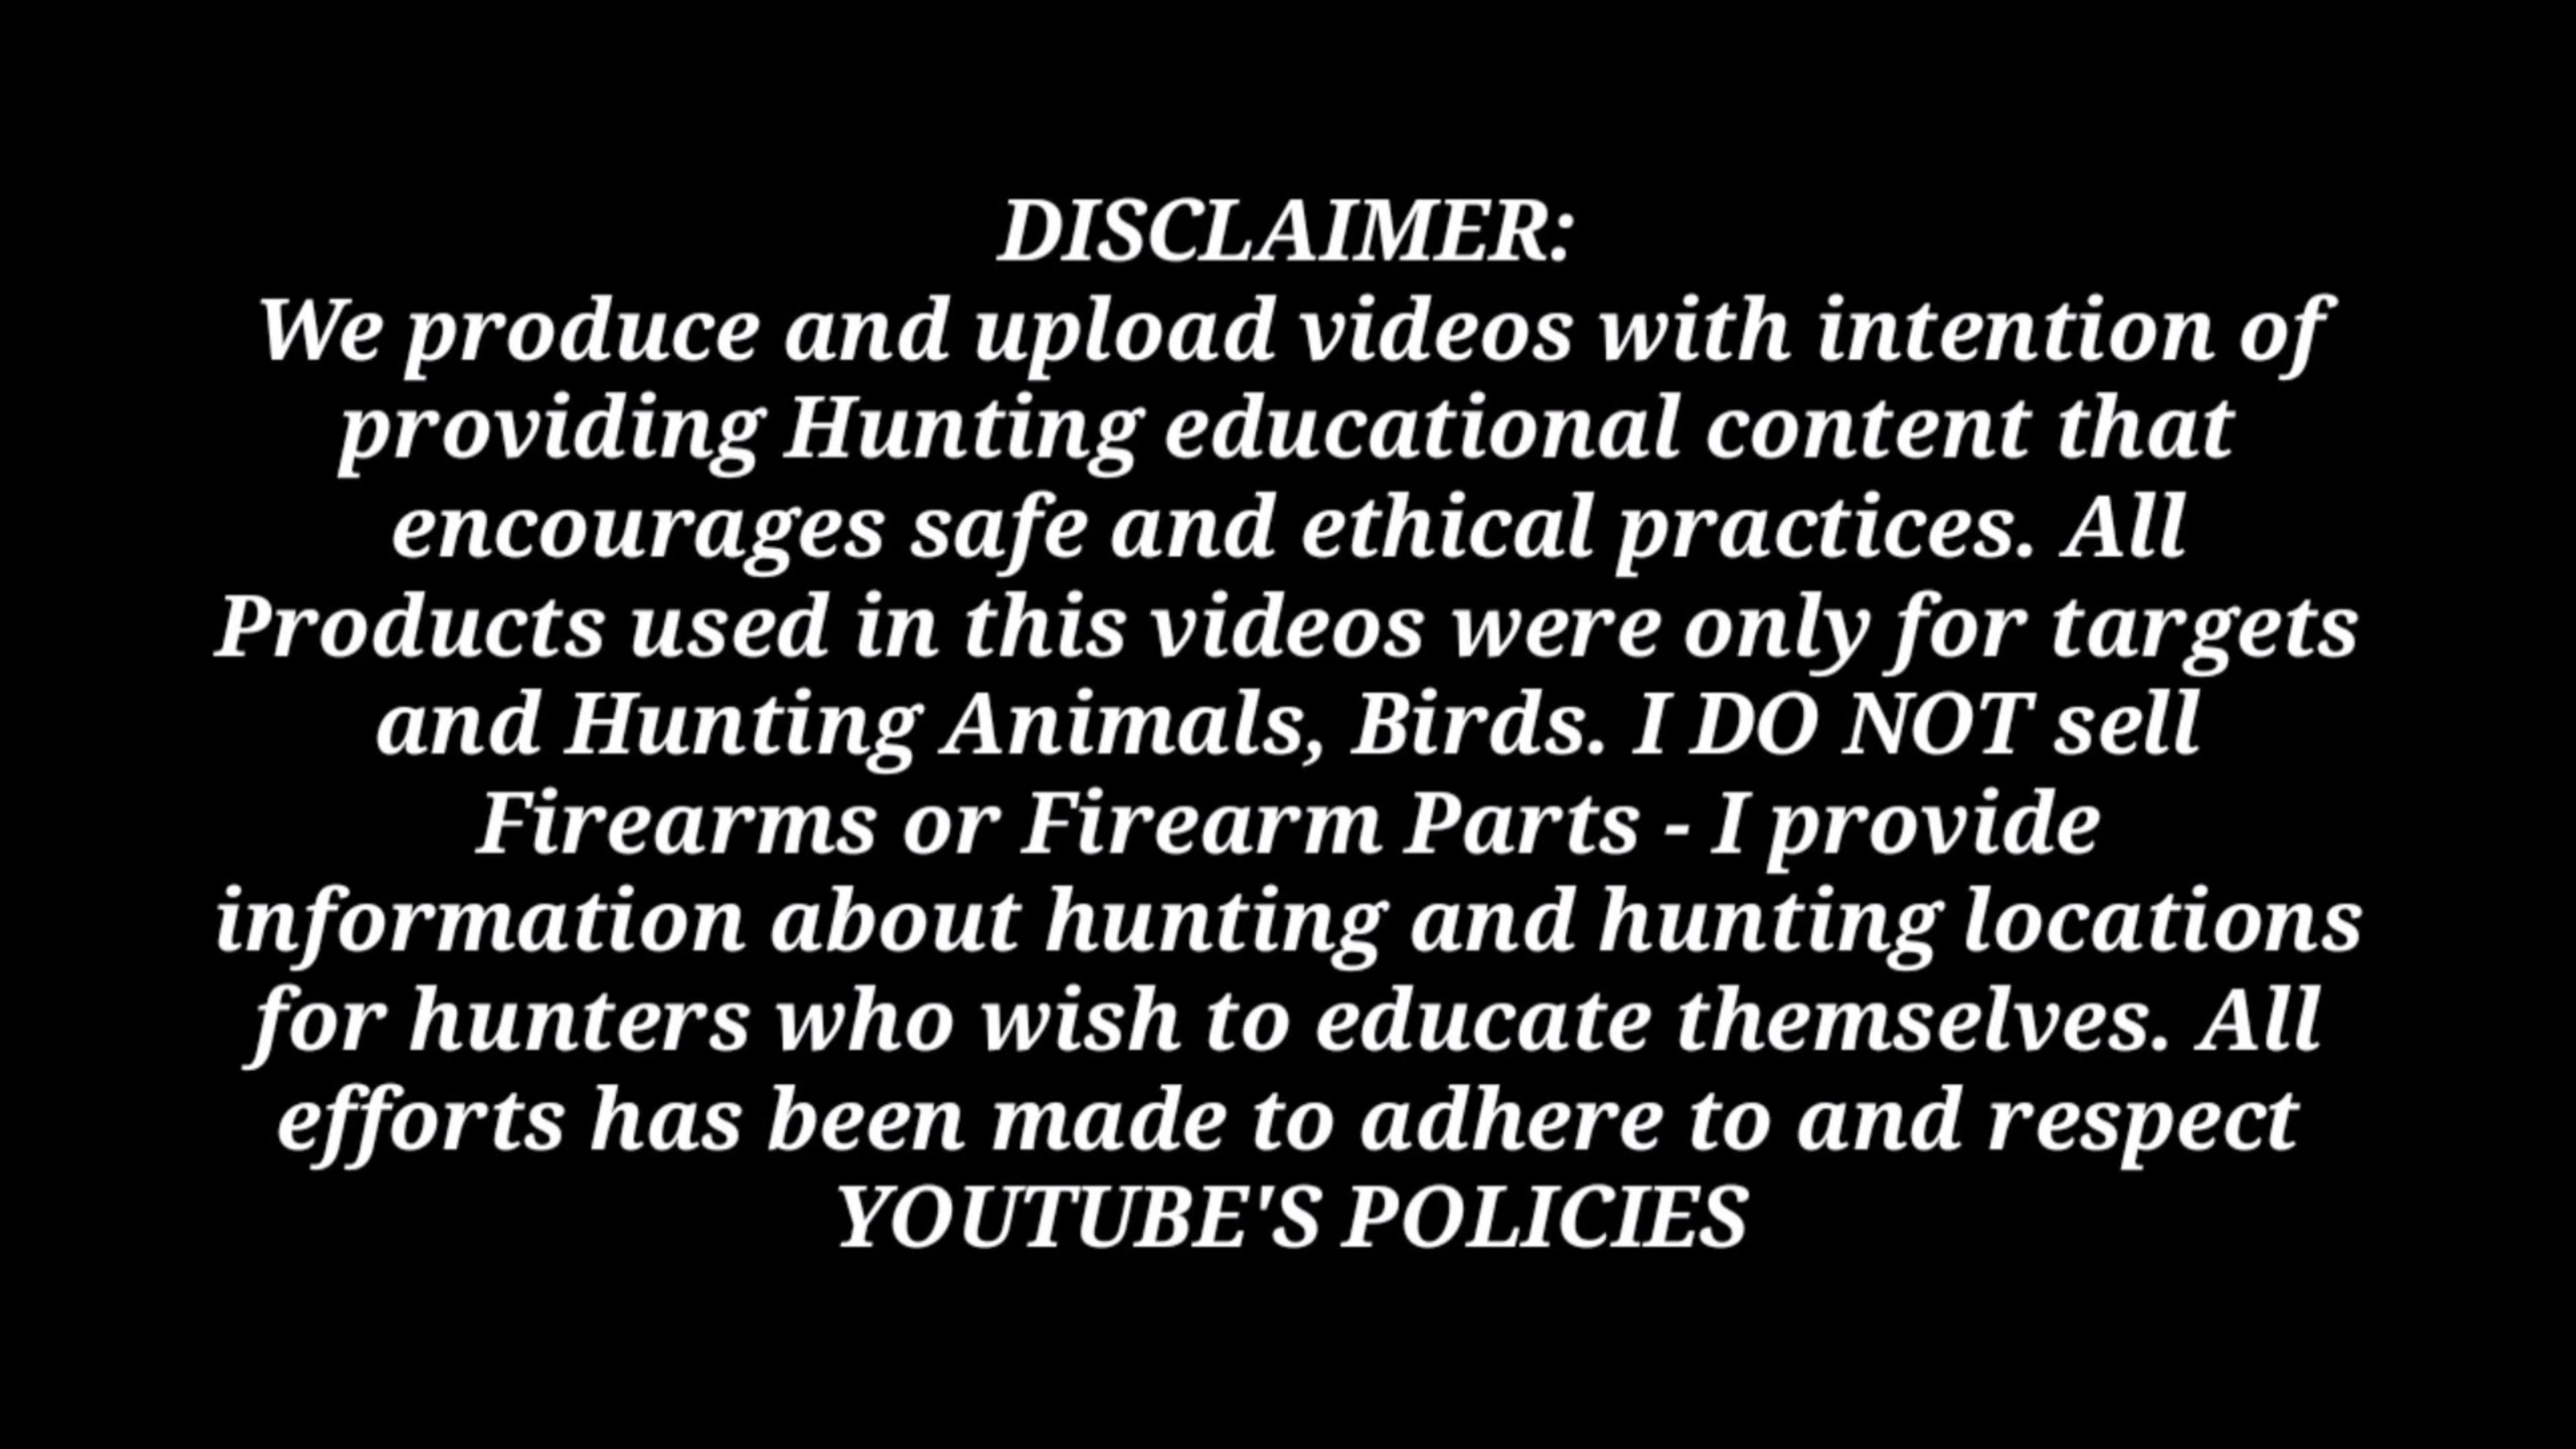 DISCLAIMER:
We produce and upload videos with intention of
providing Hunting educational content that
encourages safe and ethical practices. All
Products used in this videos were only for targets
and Hunting Animals, Birds. I DO NOT sell
Firearms or Firearm Parts - I provide
information about hunting and hunting locations
for hunters who wish to educate themselves. All
efforts has been made to adhere to and respect
YOUTUBE'S POLICIES